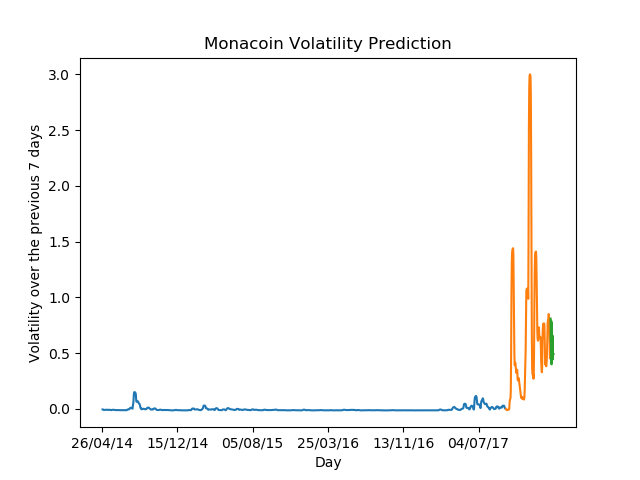 Monacoin Volatility Prediction
Volatility over the previous 7 days
3.0
2.5
2.0
1.5
1.0
0.5
0.0
26/04/14 15/12/14 05/08/15 25/03/16 13/11/16 04/07/17
Day